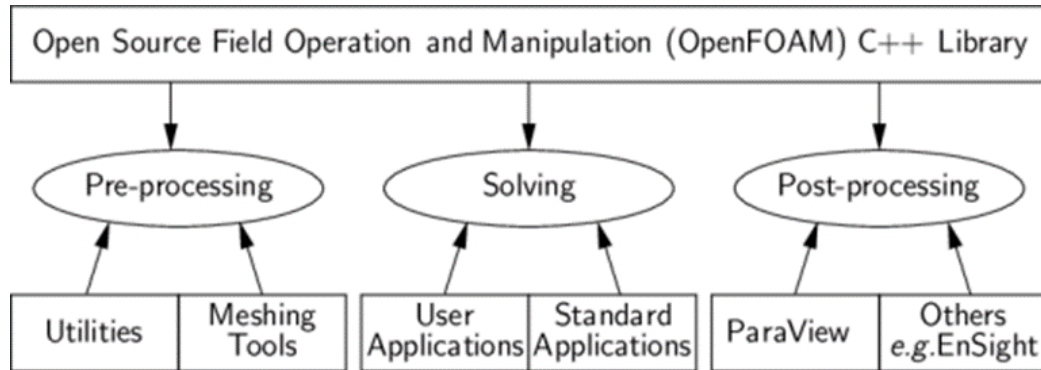 Open Source Field Operation and Manipulation (OpenFOAM) C++ Library
Pre-processing
Solving
Post-processing
Utilities
Meshing
Tools
User
Applications
Standard
Applications
ParaView
Others
e.g.EnSight